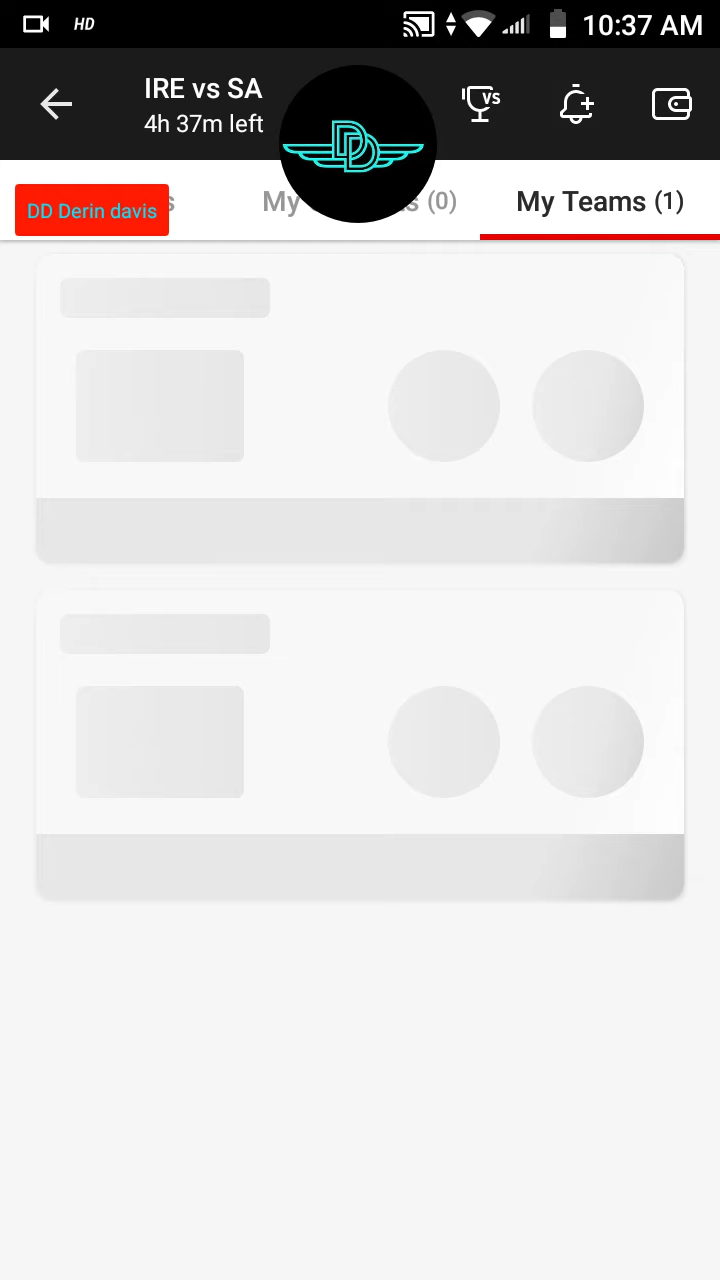 HD
10:37 AM
IRE vs SA
4h 37m left
VS
DD
DD Derin davis
My
(0)
My Teams (1)